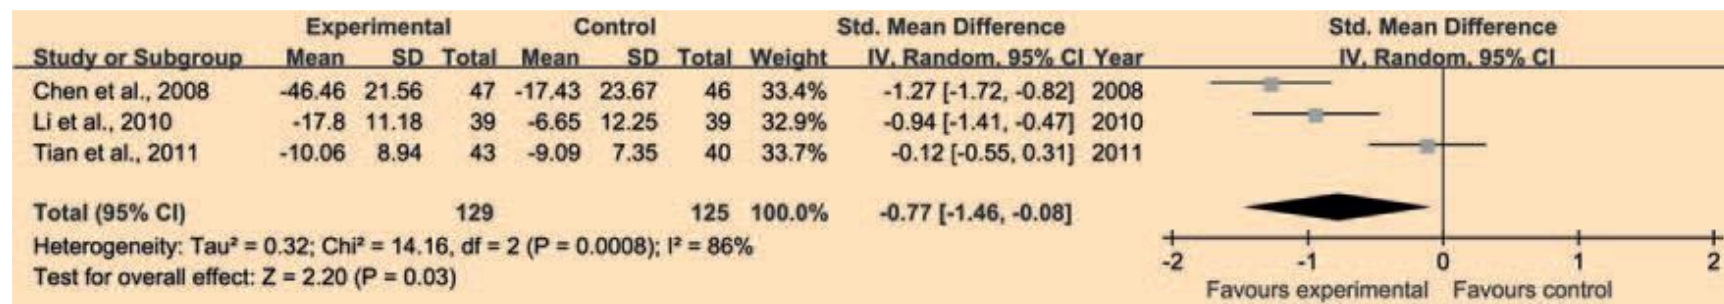 Experimental Control Std. Mean Difference Std. Mean Difference
Study or Subgroup Mean SD Total Mean SD Total Weight IV, Random, 95% CI Year IV, Random, 95% CI
Chen et al., 2008 -46.46 21.56 47 -17.43 23.67 46 33.4% -1.27 [-1.72, -0.82] 2008
Li et al., 2010 -17.8 11.18 39 -6.65 12.25 39 32.9% -0.94 [-1.41, -0.47] 2010
Tian et al., 2011 -10.06 8.94 43 -9.09 7.35 40 33.7% -0.12 [-0.55, 0.31] 2011
Total (95% CI) 129 125 100.0% -0.77 [-1.46, -0.08]
Heterogeneity: Tau² = 0.32; Chi² = 14.16, df = 2 (P = 0.0008); I² = 86%
Test for overall effect: Z = 2.20 (P = 0.03)
-2 -1 0 1 2
Favours experimental Favours control